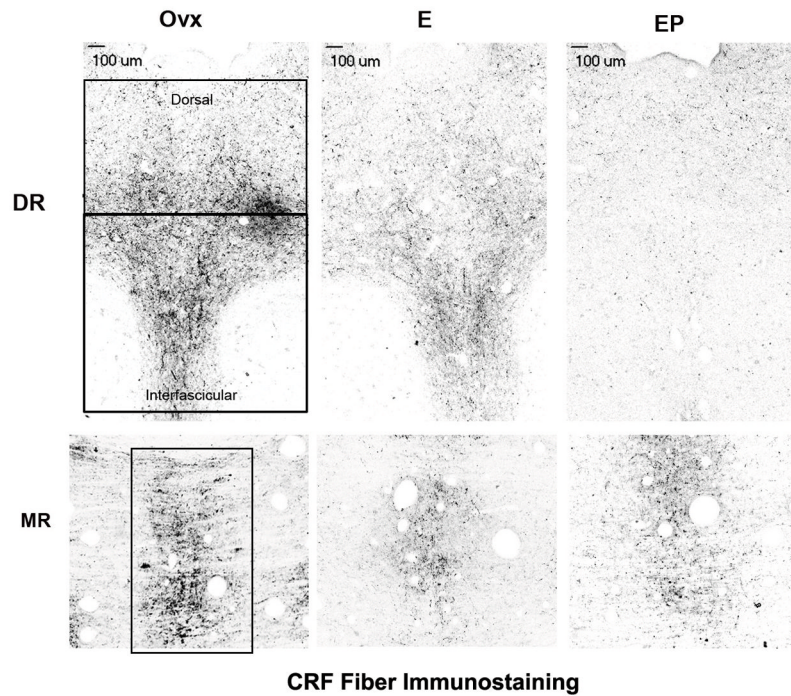 Ovx E EP
100 um 100 um 100 um
Dorsal
DR
Interfascicular
MR
CRF Fiber Immunostaining